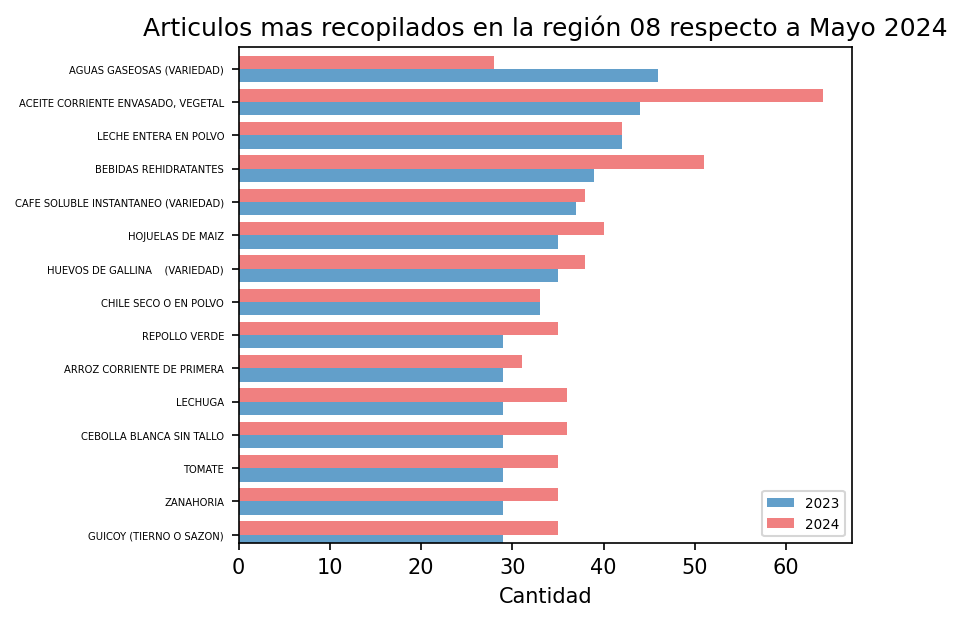 Articulos mas recopilados en la región 08 respecto a Mayo 2024
AGUAS GASEOSAS (VARIEDAD)
ACEITE CORRIENTE ENVASADO, VEGETAL
LECHE ENTERA EN POLVO
BEBIDAS REHIDRATANTES
CAFE SOLUBLE INSTANTANEO (VARIEDAD)
HOJUELAS DE MAIZ
HUEVOS DE GALLINA    (VARIEDAD)
CHILE SECO O EN POLVO
REPOLLO VERDE
ARROZ CORRIENTE DE PRIMERA
LECHUGA
CEBOLLA BLANCA SIN TALLO
TOMATE
ZANAHORIA
GUICOY (TIERNO O SAZON)
2023
2024
0 10 20 30 40 50 60
Cantidad